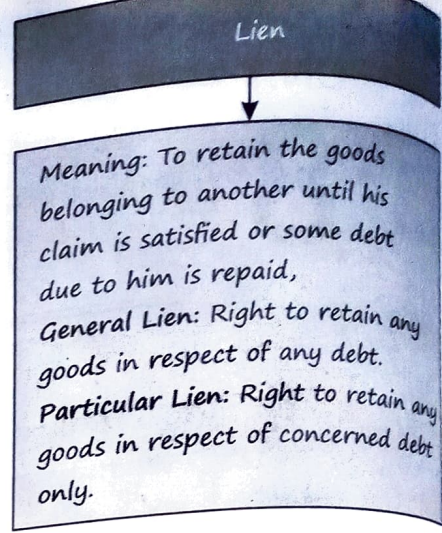 Lien
Meaning: To retain the goods
belonging to another until his
claim is satisfied or some debt
due to him is repaid,
General Lien: Right to retain any
goods in respect of any debt.
Particular Lien: Right to retain any
goods in respect of concerned debt
only.